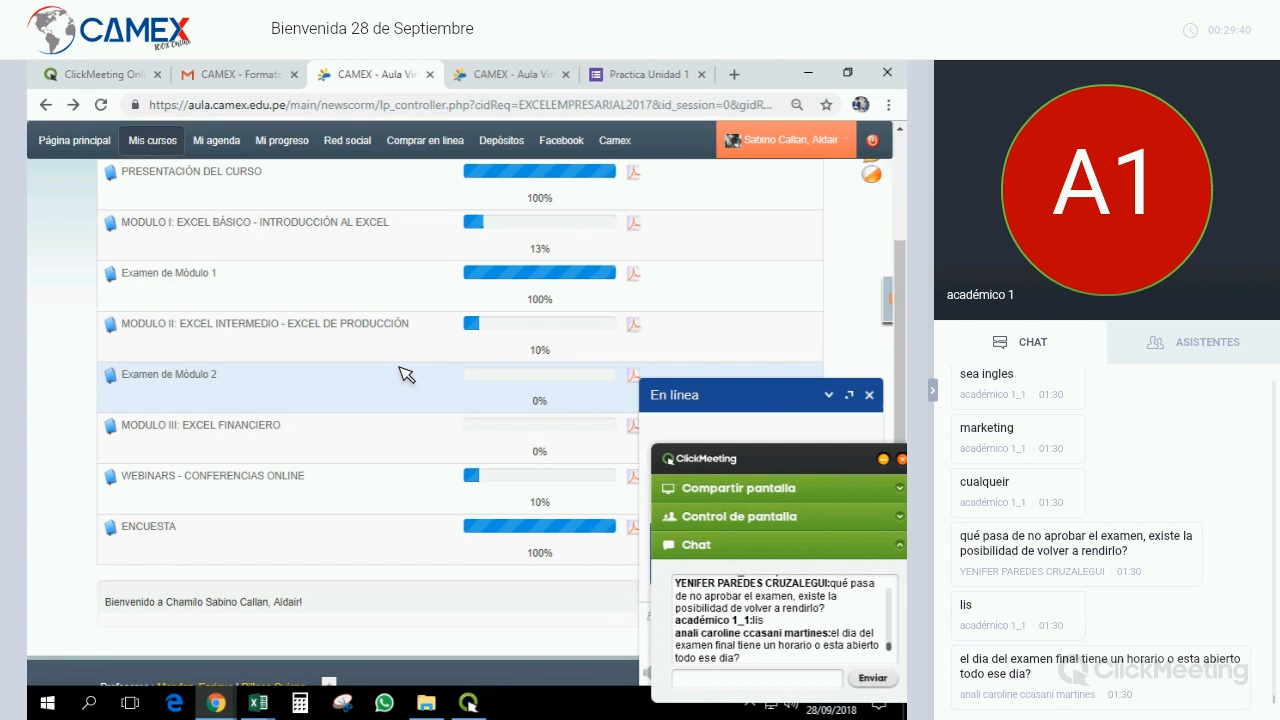 CAMEX
100% Online
Bienvenida 28 de Septiembre
00:29:40
ClickMeeting Onl
CAMEX - Format
CAMEX - Aula Vi
CAMEX - Aula Vi
Practica Unidad 1
https://aula.camex.edu.pe/main/newscorm/lp_controller.php?cidReq=EXCELEMPRESARIAL2017&id_session=0&gidR...
Página principal
Mis cursos
Mi agenda
Mi progreso
Red social
Comprar en linea
Depósitos
Facebook
Camex
Sabino Callan, Aldair
PRESENTACIÓN DEL CURSO
100%
MODULO I: EXCEL BÁSICO - INTRODUCCIÓN AL EXCEL
13%
Examen de Módulo 1
100%
MODULO II: EXCEL INTERMEDIO - EXCEL DE PRODUCCIÓN
10%
Examen de Módulo 2
0%
MODULO III: EXCEL FINANCIERO
0%
WEBINARS - CONFERENCIAS ONLINE
10%
ENCUESTA
100%
Bienvenido a Chamilo Sabino Callan, Aldair!
En línea
ClickMeeting
Compartir pantalla
Control de pantalla
Chat
YENIFER PAREDES CRUZALEGUI:qué pasa
de no aprobar el examen, existe la
posibilidad de volver a rendirlo?
académico 1_1:lis
anali caroline ccasani martines:el dia del
examen final tiene un horario o esta abierto
todo ese dia?
Enviar
28/09/2018
A1
académico 1
CHAT
ASISTENTES
sea ingles
académico 1_1 01:30
marketing
académico 1_1 01:30
cualqueir
académico 1_1 01:30
qué pasa de no aprobar el examen, existe la
posibilidad de volver a rendirlo?
YENIFER PAREDES CRUZALEGUI 01:30
lis
académico 1_1 01:30
el dia del examen final tiene un horario o esta abierto
todo ese dia?
anali caroline ccasani martines 01:30
ClickMeeting